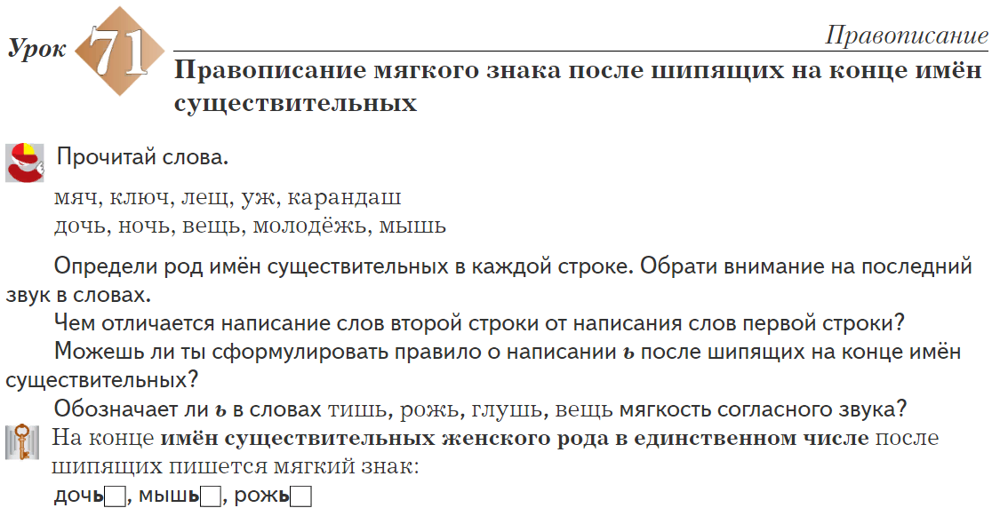 Урок 71
Правописание
Правописание мягкого знака после шипящих на конце имён
существительных
Прочитай слова.
мяч, ключ, лещ, уж, карандаш
дочь, ночь, вещь, молодёжь, мышь
Определи род имён существительных в каждой строке. Обрати внимание на последний
звук в словах.
Чем отличается написание слов второй строки от написания слов первой строки?
Можешь ли ты сформулировать правило о написании ь после шипящих на конце имён
существительных?
Обозначает ли ь в словах тишь, рожь, глушь, вещь мягкость согласного звука?
На конце имён существительных женского рода в единственном числе после
шипящих пишется мягкий знак:
дочь□, мышь□, рожь□